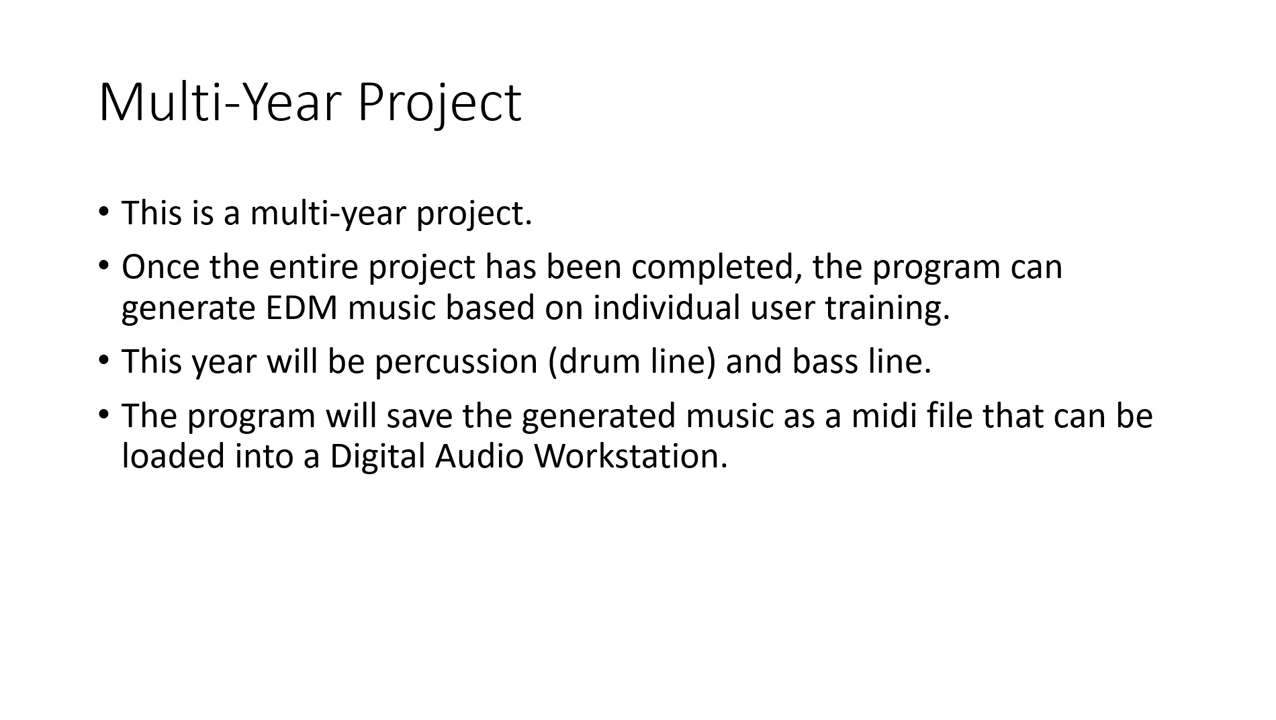 Multi-Year Project
• This is a multi-year project.
• Once the entire project has been completed, the program can
generate EDM music based on individual user training.
• This year will be percussion (drum line) and bass line.
• The program will save the generated music as a midi file that can be
loaded into a Digital Audio Workstation.